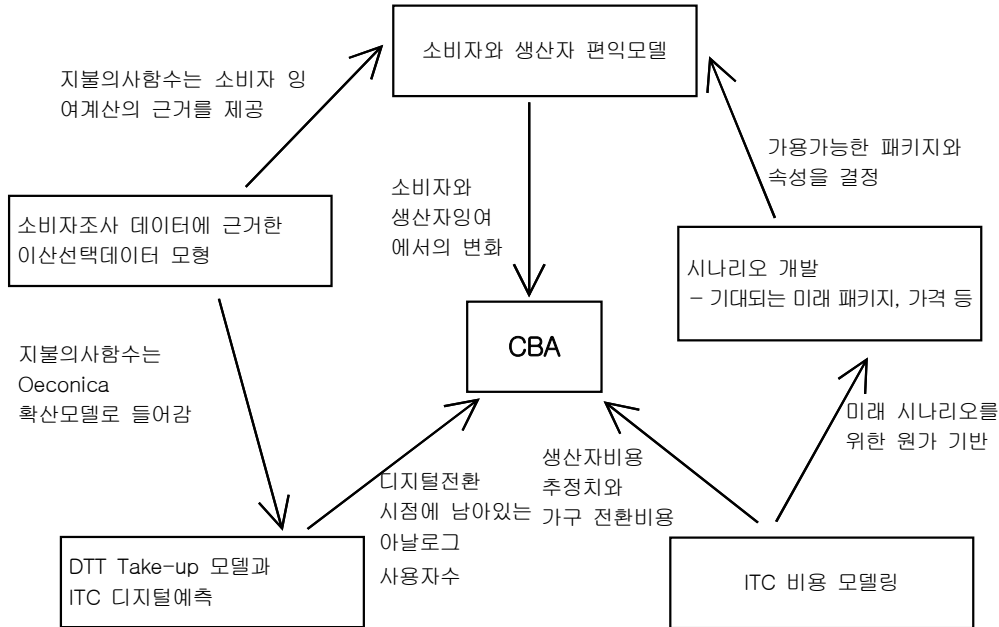 소비자와 생산자 편익모델
지불의사함수는 소비자 잉
여계산의 근거를 제공
가용가능한 패키지와
속성을 결정
소비자와
생산자잉여
에서의 변화
소비자조사 데이터에 근거한
이산선택데이터 모형
시나리오 개발
- 기대되는 미래 패키지, 가격 등
CBA
지불의사함수는
Oeconica
확산모델로 들어감
미래 시나리오를
위한 원가 기반
디지털전환
시점에 남아있는
아날로그
사용자수
생산자비용
추정치와
가구 전환비용
DTT Take-up 모델과
ITC 디지털예측
ITC 비용 모델링